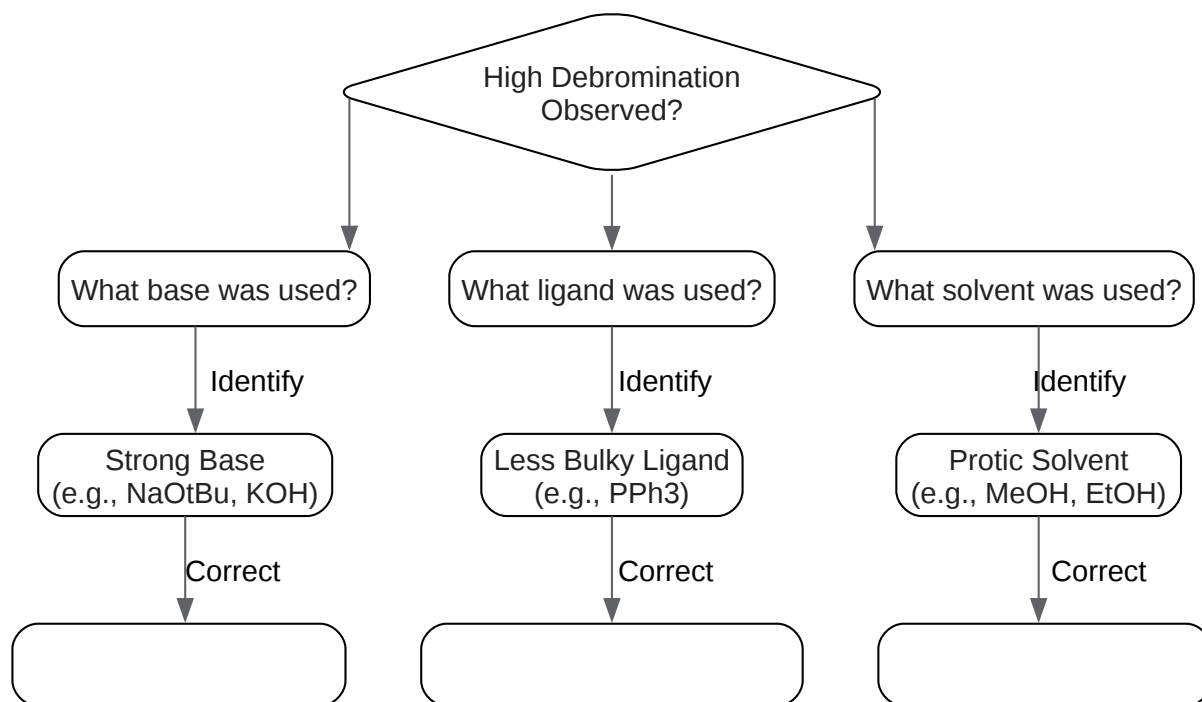 High Debromination
Observed?
What base was used?
What ligand was used?
What solvent was used?
Identify
Identify
Identify
Strong Base
(e.g., NaOtBu, KOH)
Less Bulky Ligand
(e.g., PPh3)
Protic Solvent
(e.g., MeOH, EtOH)
Correct
Correct
Correct